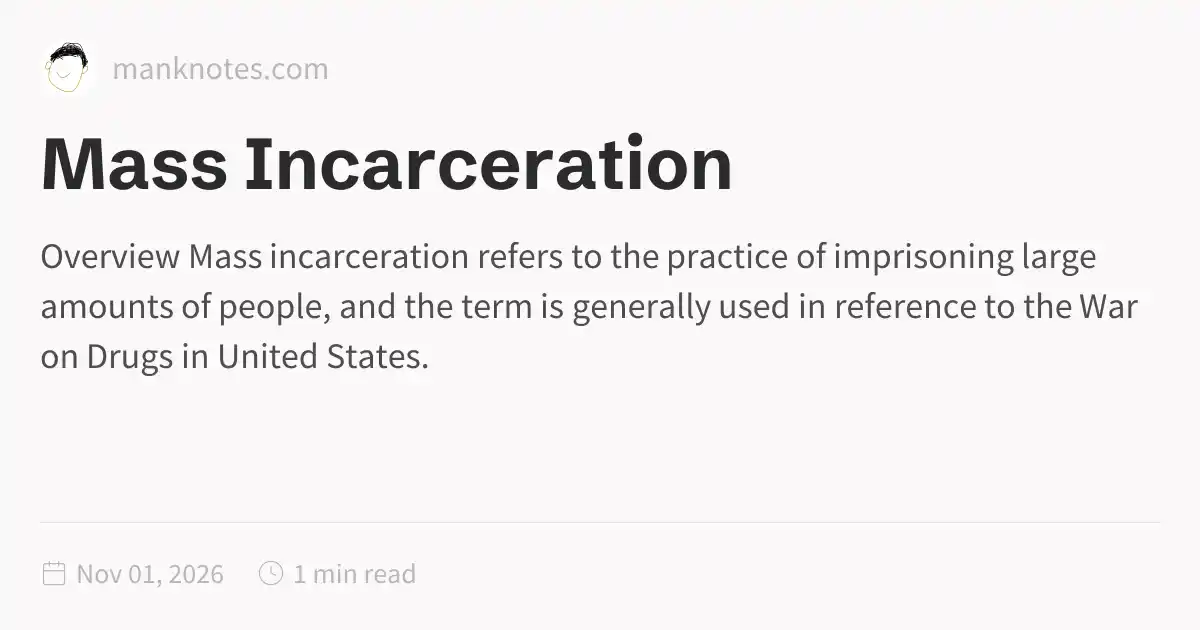 manknotes.com
Mass Incarceration
Overview Mass incarceration refers to the practice of imprisoning large
amounts of people, and the term is generally used in reference to the War
on Drugs in United States.
Nov 01, 2026 1 min read